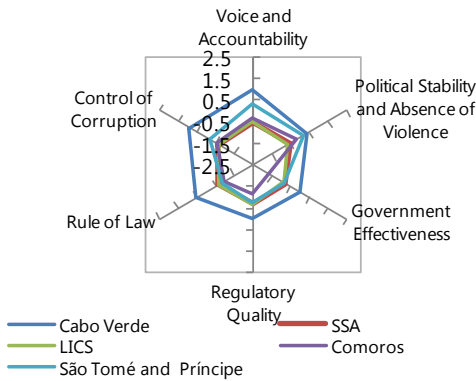 Voice and
Accountability
2.5
1.5
0.5
-0.5
-1.5
-2.5
Political Stability
and Absence of
Violence
Control of
Corruption
Rule of Law
Government
Effectiveness
Regulatory
Quality
Cabo Verde
SSA
LICS
Comoros
São Tomé and Príncipe